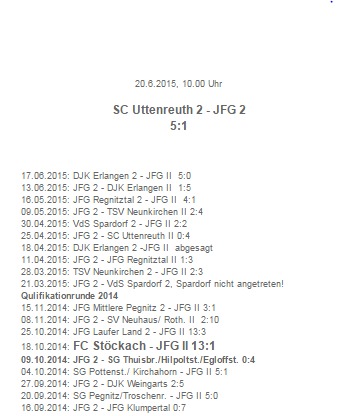 20.6.2015, 10.00 Uhr
SC Uttenreuth 2 - JFG 2
5:1
17.06.2015: DJK Erlangen 2 - JFG II  5:0
13.06.2015: JFG 2 - DJK Erlangen II  1:5
16.05.2015: JFG Regnitztal 2 - JFG II  4:1
09.05.2015: JFG 2 - TSV Neunkirchen II 2:4
30.04.2015: VdS Spardorf 2 - JFG II 2:2
25.04.2015: JFG 2 - SC Uttenreuth II 0:4
18.04.2015: DJK Erlangen 2 -JFG II  abgesagt
11.04.2015: JFG 2 - JFG Regnitztal II 1:3
28.03.2015: TSV Neunkirchen 2 - JFG II 2:3
21.03.2015: JFG 2 - VdS Spardorf 2, Spardorf nicht angetreten!
Qulifikationrunde 2014
15.11.2014: JFG Mittlere Pegnitz 2 - JFG II 3:1
08.11.2014: JFG 2 - SV Neuhaus/ Roth. II  2:10
25.10.2014: JFG Laufer Land 2 - JFG II 13:3
18.10.2014: FC Stöckach - JFG II 13:1
09.10.2014: JFG 2 - SG Thuisbr./Hilpoltst./Egloffst. 0:4
04.10.2014: SG Pottenst./ Kirchahorn - JFG II 5:1
27.09.2014: JFG 2 - DJK Weingarts 2:5
20.09.2014: SG Pegnitz/Troschenr. - JFG II 5:0
16.09.2014: JFG 2 - JFG Klumpertal 0:7